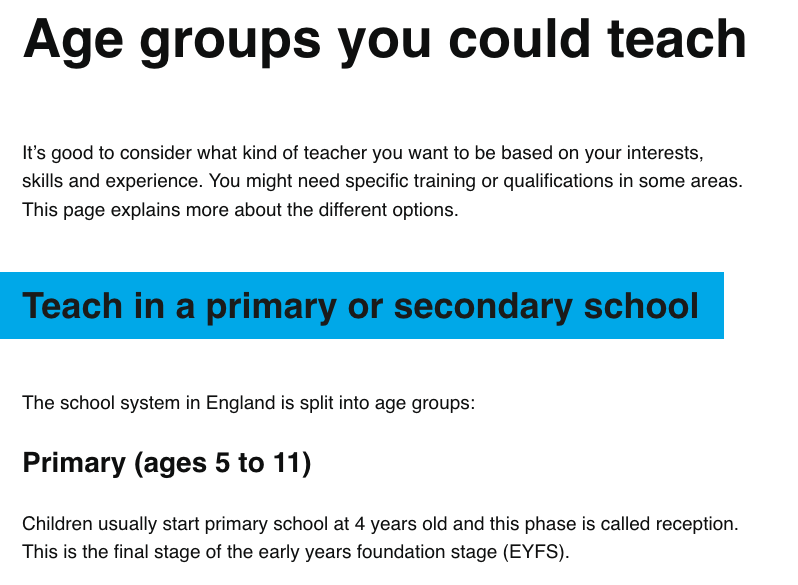 Age groups you could teach
It’s good to consider what kind of teacher you want to be based on your interests,
skills and experience. You might need specific training or qualifications in some areas.
This page explains more about the different options.
Teach in a primary or secondary school
The school system in England is split into age groups:
Primary (ages 5 to 11)
Children usually start primary school at 4 years old and this phase is called reception.
This is the final stage of the early years foundation stage (EYFS).